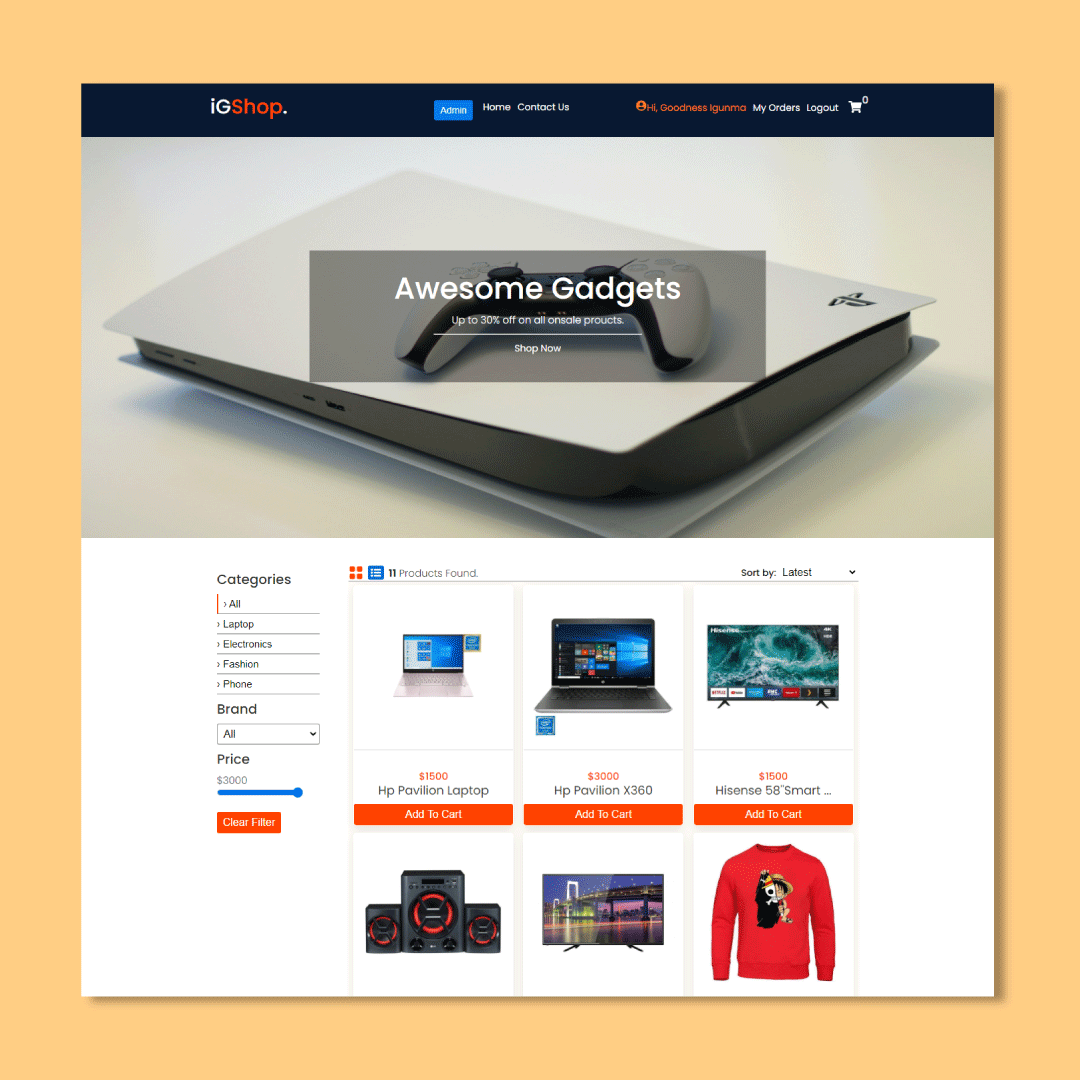 iGShop.
Admin Home Contact Us
Hi, Goodness Igunma My Orders Logout 0
Awesome Gadgets
Up to 30% off on all onsale proucts.
Shop Now
Categories
› All
› Laptop
› Electronics
› Fashion
› Phone
Brand
All
Price
$3000
Clear Filter
11 Products Found.
Sort by: Latest
Hisense
4K
$1500
Hp Pavilion Laptop
Add To Cart
$3000
Hp Pavilion X360
Add To Cart
$1500
Hisense 58"Smart ...
Add To Cart